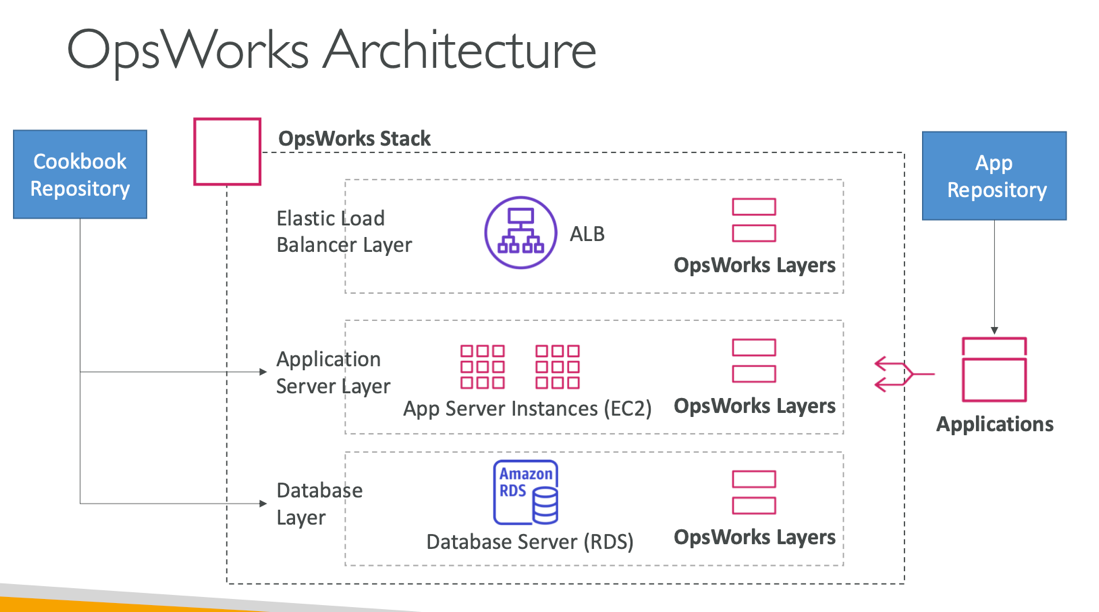 OpsWorks Architecture
Cookbook
Repository
OpsWorks Stack
App
Repository
Elastic Load
Balancer Layer
ALB
OpsWorks Layers
Application
Server Layer
App Server Instances (EC2)
OpsWorks Layers
Applications
Database
Layer
Amazon
RDS
Database Server (RDS)
OpsWorks Layers